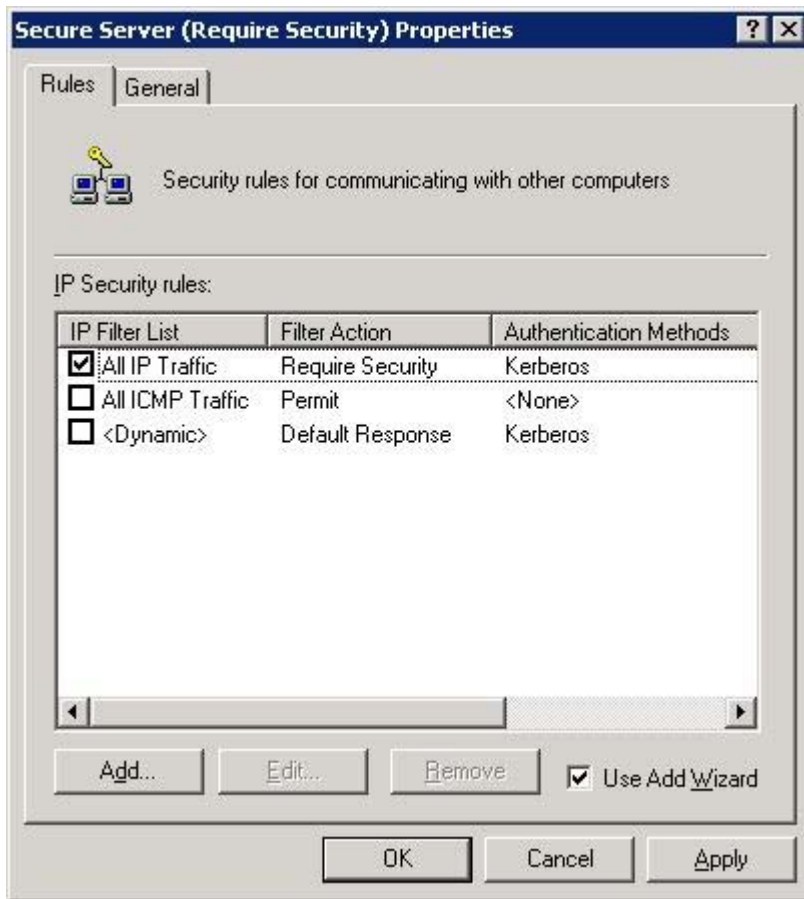 Secure Server (Require Security) Properties
Rules General
Security rules for communicating with other computers
IP Security rules:
IP Filter List Filter Action Authentication Methods
All IP Traffic Require Security Kerberos
All ICMP Traffic Permit <None>
<Dynamic> Default Response Kerberos
Add... Edit... Remove Use Add Wizard
OK Cancel Apply